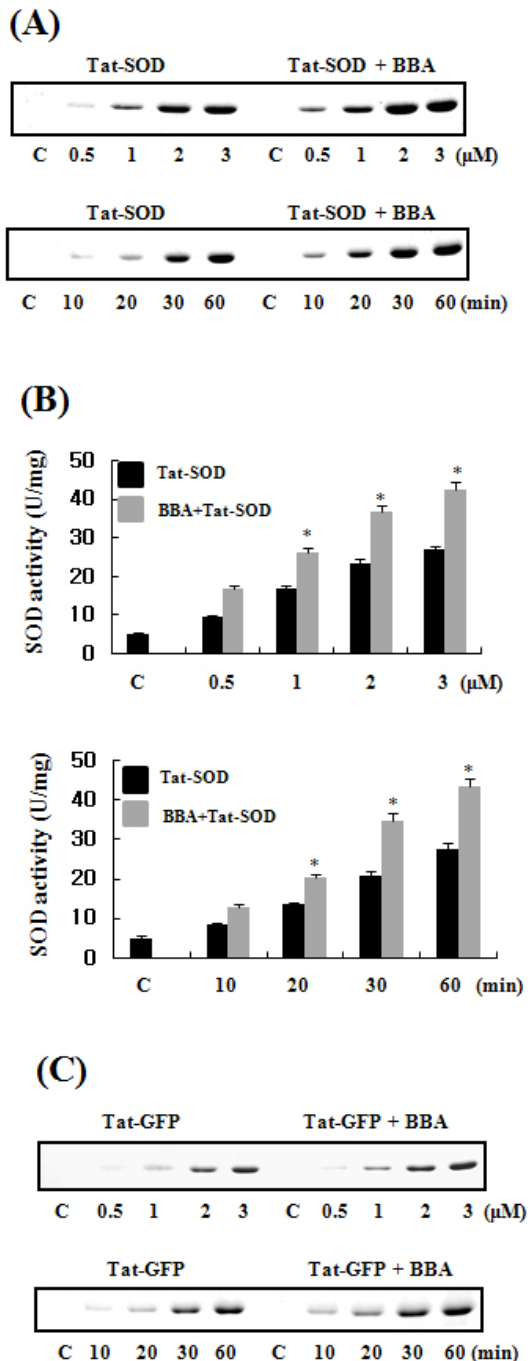 (A)
Tat-SOD Tat-SOD + BBA
C 0.5 1 2 3 C 0.5 1 2 3 (μM)
Tat-SOD Tat-SOD + BBA
C 10 20 30 60 C 10 20 30 60 (min)
(B)
SOD activity (U/mg)
50
40
30
20
10
0
Tat-SOD
BBA+Tat-SOD
* * *
C 0.5 1 2 3 (μM)
SOD activity (U/mg)
50
40
30
20
10
0
Tat-SOD
BBA+Tat-SOD
* * *
C 10 20 30 60 (min)
(C)
Tat-GFP Tat-GFP + BBA
C 0.5 1 2 3 C 0.5 1 2 3 (μM)
Tat-GFP Tat-GFP + BBA
C 10 20 30 60 C 10 20 30 60 (min)